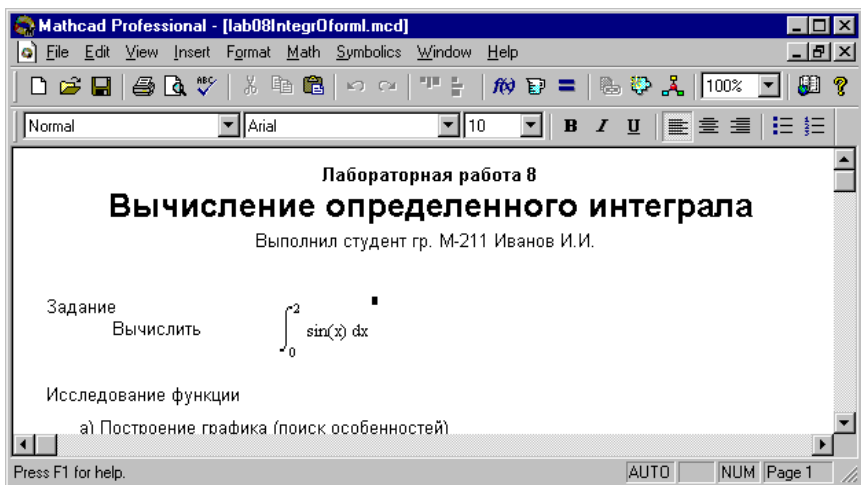 Mathcad Professional - [lab08IntegrOforml.mcd]
File Edit View Insert Format Math Symbolics Window Help
ABC f(x) = 100% ?
Normal Arial 10 B I U
Лабораторная работа 8
Вычисление определенного интеграла
Выполнил студент гр. М-211 Иванов И.И.
Задание
Вычислить ∫₀² sin(x) dx
Исследование функции
а) Построение графика (поиск особенностей)
Press F1 for help. AUTO NUM Page 1